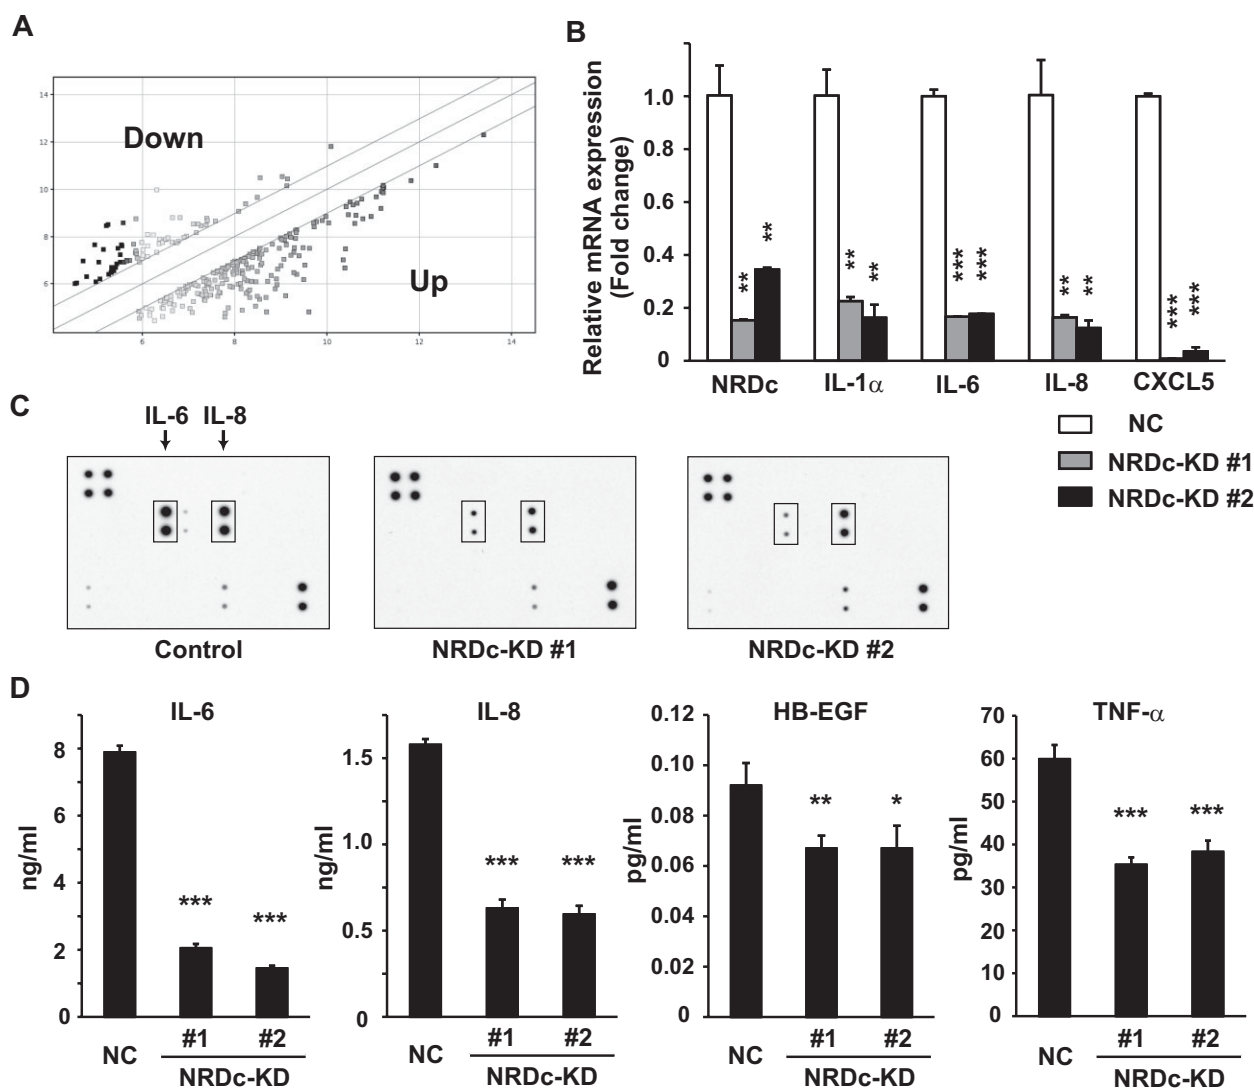 A
Down
Up
14
12
10
8
6
6
8
10
12
14
B
Relative mRNA expression
(Fold change)
1.0
0.8
0.6
0.4
0.2
0
**
**
**
**
***
***
**
**
***
***
NRDc
IL-1α
IL-6
IL-8
CXCL5
NC
NRDc-KD #1
NRDc-KD #2
C
IL-6 IL-8
Control
NRDc-KD #1
NRDc-KD #2
D
IL-6
ng/ml
8
6
4
2
0
***
***
NC
#1
#2
NRDc-KD
IL-8
ng/ml
1.5
1.0
0.5
0
***
***
NC
#1
#2
NRDc-KD
HB-EGF
pg/ml
0.12
0.10
0.08
0.06
0.04
0.02
0
**
*
NC
#1
#2
NRDc-KD
TNF-α
pg/ml
70
60
50
40
30
20
10
0
***
***
NC
#1
#2
NRDc-KD